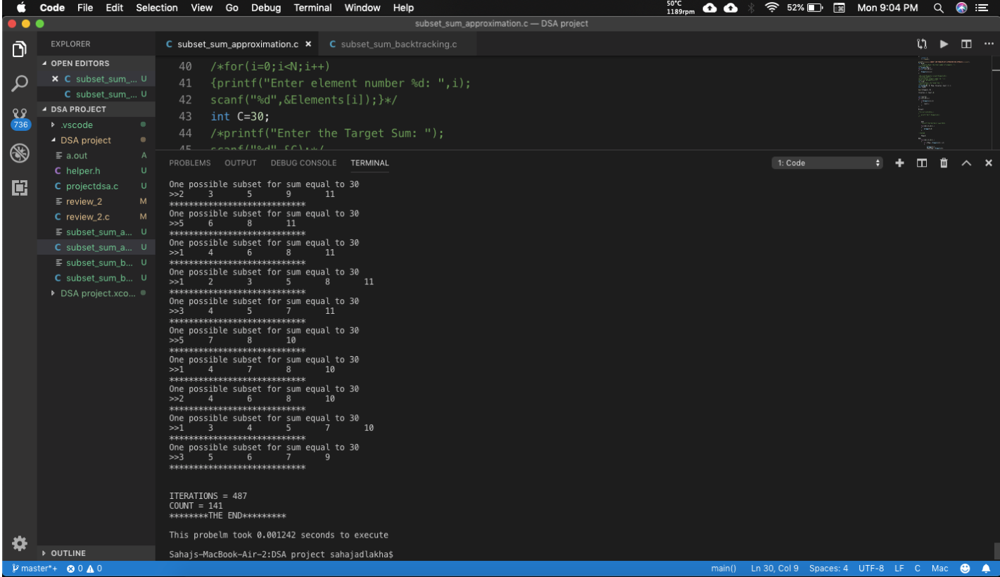 Code File Edit Selection View Go Debug Terminal Window Help 50°C 1189rpm 52% Mon 9:04 PM
subset_sum_approximation.c — DSA project
EXPLORER
OPEN EDITORS
C subset_sum_... U
C subset_sum_... U
DSA PROJECT
736
.vscode
DSA project
a.out A
C helper.h U
C projectdsa.c U
review_2 M
C review_2.c M
subset_sum_a... U
C subset_sum_a... U
subset_sum_b... U
C subset_sum_b... U
DSA project.xco...
OUTLINE
C subset_sum_approximation.c × C subset_sum_backtracking.c
40 /*for(i=0;i<N;i++)
41 {printf("Enter element number %d: ",i);
42 scanf("%d",&Elements[i]);}*/
43 int C=30;
44 /*printf("Enter the Target Sum: ");
45 scanf("%d",&C);*/
PROBLEMS OUTPUT DEBUG CONSOLE TERMINAL 1: Code
One possible subset for sum equal to 30
>>2 3 5 9 11
****************************
One possible subset for sum equal to 30
>>5 6 8 11
****************************
One possible subset for sum equal to 30
>>1 4 6 8 11
****************************
One possible subset for sum equal to 30
>>1 2 3 5 8 11
****************************
One possible subset for sum equal to 30
>>3 4 5 7 11
****************************
One possible subset for sum equal to 30
>>5 7 8 10
****************************
One possible subset for sum equal to 30
>>1 4 7 8 10
****************************
One possible subset for sum equal to 30
>>2 4 6 8 10
****************************
One possible subset for sum equal to 30
>>1 3 4 5 7 10
****************************
One possible subset for sum equal to 30
>>3 5 6 7 9
****************************
ITERATIONS = 487
COUNT = 141
********THE END*********
This probelm took 0.001242 seconds to execute
Sahajs-MacBook-Air-2:DSA project sahajadlakha$
master*+ 0 0 main() Ln 30, Col 9 Spaces: 4 UTF-8 LF C Mac